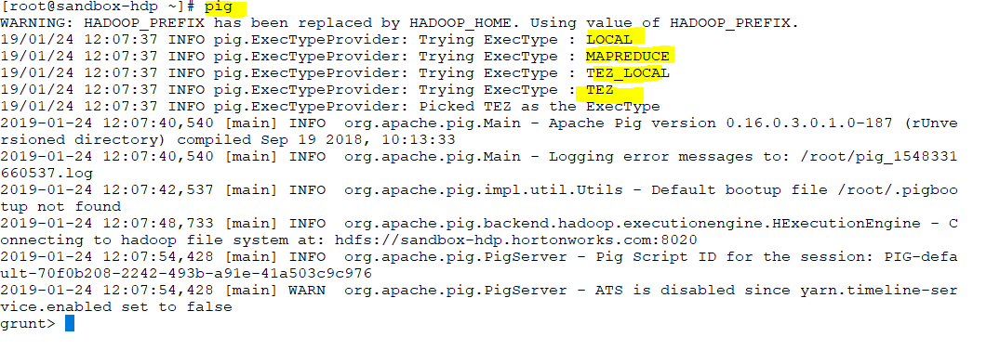 [root@sandbox-hdp ~]# pig
WARNING: HADOOP_PREFIX has been replaced by HADOOP_HOME. Using value of HADOOP_PREFIX.
19/01/24 12:07:37 INFO pig.ExecTypeProvider: Trying ExecType : LOCAL
19/01/24 12:07:37 INFO pig.ExecTypeProvider: Trying ExecType : MAPREDUCE
19/01/24 12:07:37 INFO pig.ExecTypeProvider: Trying ExecType : TEZ_LOCAL
19/01/24 12:07:37 INFO pig.ExecTypeProvider: Trying ExecType : TEZ
19/01/24 12:07:37 INFO pig.ExecTypeProvider: Picked TEZ as the ExecType
2019-01-24 12:07:40,540 [main] INFO  org.apache.pig.Main - Apache Pig version 0.16.0.3.0.1.0-187 (rUnve
rsioned directory) compiled Sep 19 2018, 10:13:33
2019-01-24 12:07:40,540 [main] INFO  org.apache.pig.Main - Logging error messages to: /root/pig_1548331
660537.log
2019-01-24 12:07:42,537 [main] INFO  org.apache.pig.impl.util.Utils - Default bootup file /root/.pigboo
tup not found
2019-01-24 12:07:48,733 [main] INFO  org.apache.pig.backend.hadoop.executionengine.HExecutionEngine - C
onnecting to hadoop file system at: hdfs://sandbox-hdp.hortonworks.com:8020
2019-01-24 12:07:54,428 [main] INFO  org.apache.pig.PigServer - Pig Script ID for the session: PIG-defa
ult-70f0b208-2242-493b-a91e-41a503c9c976
2019-01-24 12:07:54,428 [main] WARN  org.apache.pig.PigServer - ATS is disabled since yarn.timeline-ser
vice.enabled set to false
grunt>